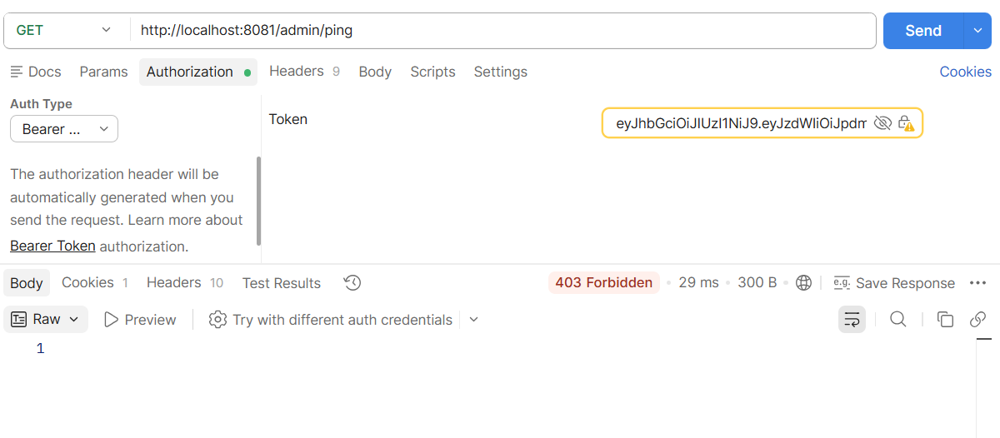 GET http://localhost:8081/admin/ping Send
Docs Params Authorization Headers 9 Body Scripts Settings Cookies
Auth Type
Bearer ...
Token eyJhbGciOiJIUzI1NiJ9.eyJzdWIiOiJpdm
The authorization header will be
automatically generated when you
send the request. Learn more about
Bearer Token authorization.
Body Cookies 1 Headers 10 Test Results 403 Forbidden 29 ms 300 B e.g. Save Response
Raw Preview Try with different auth credentials
1